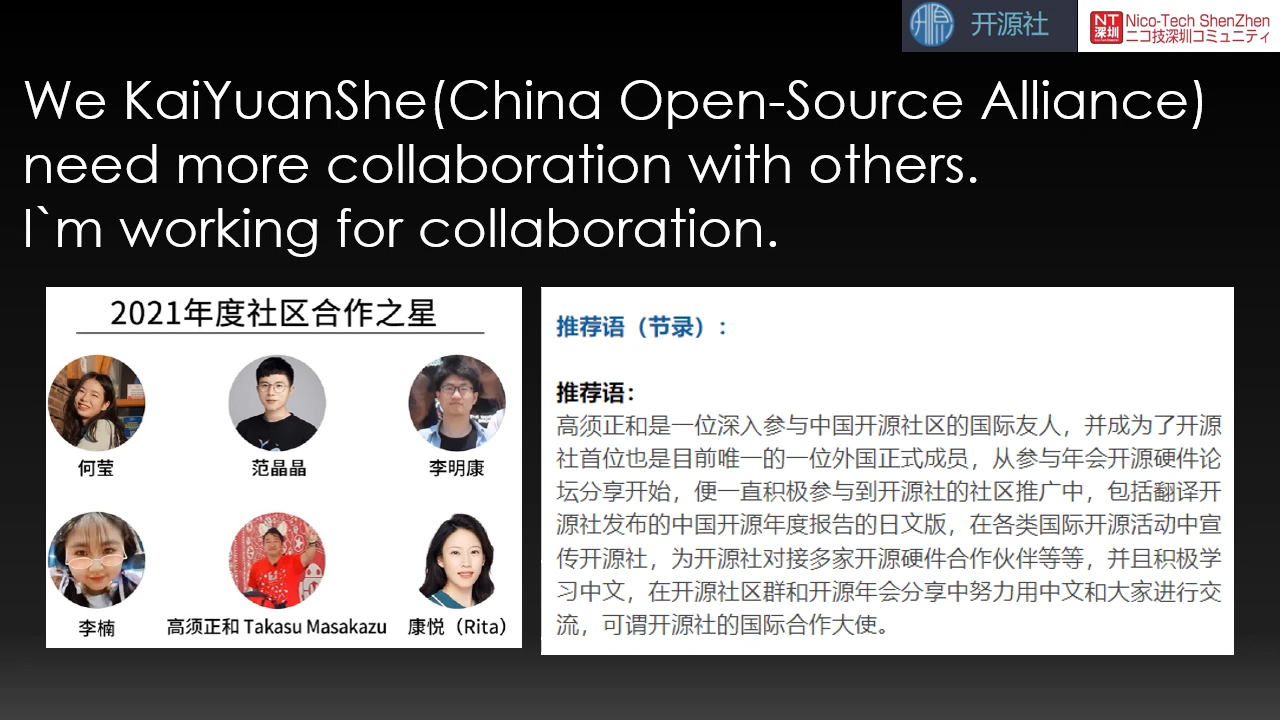 开源社
NT
深圳
Nico-Tech ShenZhen
ニコ技深圳コミュニティ
We KaiYuanShe(China Open-Source Alliance)
need more collaboration with others.
I`m working for collaboration.
2021年度社区合作之星
何莹
范晶晶
李明康
李楠
高须正和 Takasu Masakazu
康悦（Rita）
推荐语（节录）：
推荐语：
高须正和是一位深入参与中国开源社区的国际友人，并成为了开源
社首位也是目前唯一的一位外国正式成员，从参与年会开源硬件论
坛分享开始，便一直积极参与到开源社的社区推广中，包括翻译开
源社发布的中国开源年度报告的日文版，在各类国际开源活动中宣
传开源社，为开源社对接多家开源硬件合作伙伴等等，并且积极学
习中文，在开源社区群和开源年会分享中努力用中文和大家进行交
流，可谓开源社的国际合作大使。